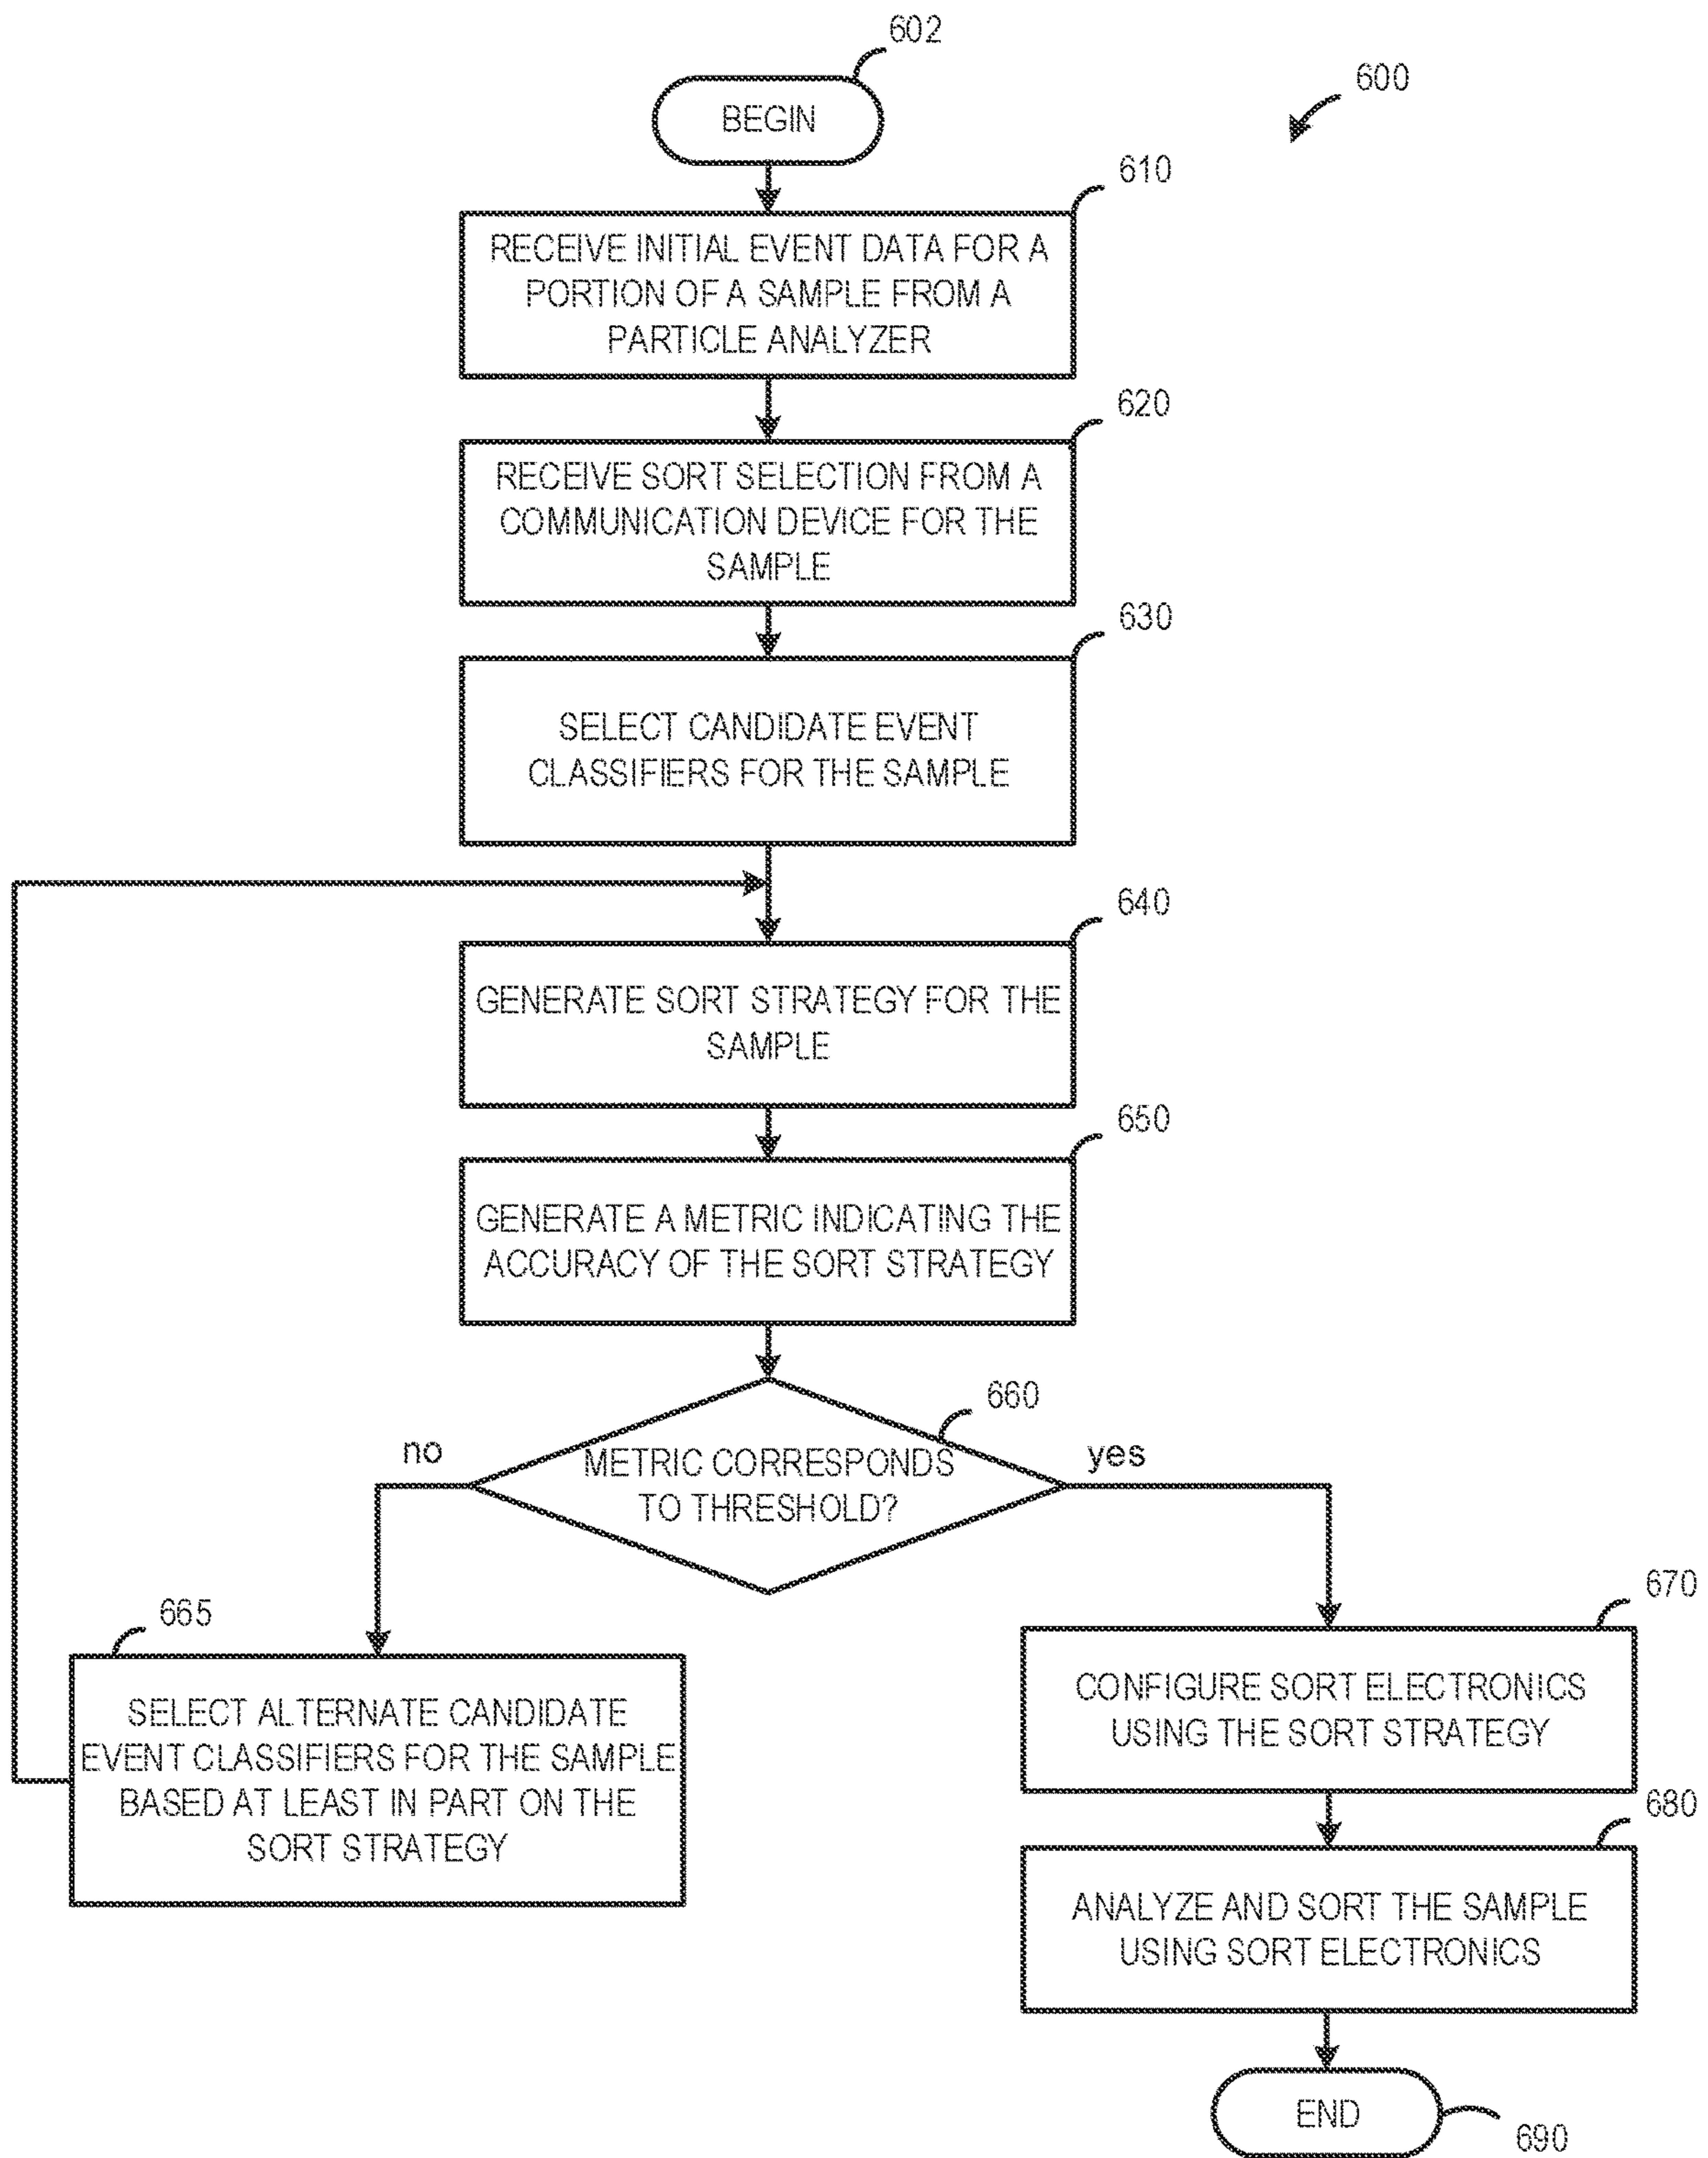 602
BEGIN
600
610
RECEIVE INITIAL EVENT DATA FOR A
PORTION OF A SAMPLE FROM A
PARTICLE ANALYZER
620
RECEIVE SORT SELECTION FROM A
COMMUNICATION DEVICE FOR THE
SAMPLE
630
SELECT CANDIDATE EVENT
CLASSIFIERS FOR THE SAMPLE
640
GENERATE SORT STRATEGY FOR THE
SAMPLE
650
GENERATE A METRIC INDICATING THE
ACCURACY OF THE SORT STRATEGY
660
no
METRIC CORRESPONDS
TO THRESHOLD?
yes
665
SELECT ALTERNATE CANDIDATE
EVENT CLASSIFIERS FOR THE SAMPLE
BASED AT LEAST IN PART ON THE
SORT STRATEGY
670
CONFIGURE SORT ELECTRONICS
USING THE SORT STRATEGY
680
ANALYZE AND SORT THE SAMPLE
USING SORT ELECTRONICS
END
690